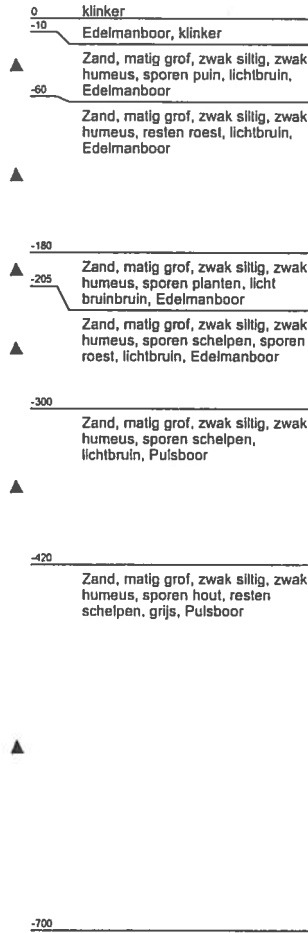 0 klinker
-10 Edelmanboor, klinker
Zand, matig grof, zwak siltig, zwak
humeus, sporen puin, lichtbruin,
Edelmanboor
-60
Zand, matig grof, zwak siltig, zwak
humeus, resten roest, lichtbruin,
Edelmanboor
-180
Zand, matig grof, zwak siltig, zwak
humeus, sporen planten, licht
bruinbruin, Edelmanboor
-205
Zand, matig grof, zwak siltig, zwak
humeus, sporen schelpen, sporen
roest, lichtbruin, Edelmanboor
-300
Zand, matig grof, zwak siltig, zwak
humeus, sporen schelpen,
lichtbruin, Pulsboor
-420
Zand, matig grof, zwak siltig, zwak
humeus, sporen hout, resten
schelpen, grijs, Pulsboor
-700